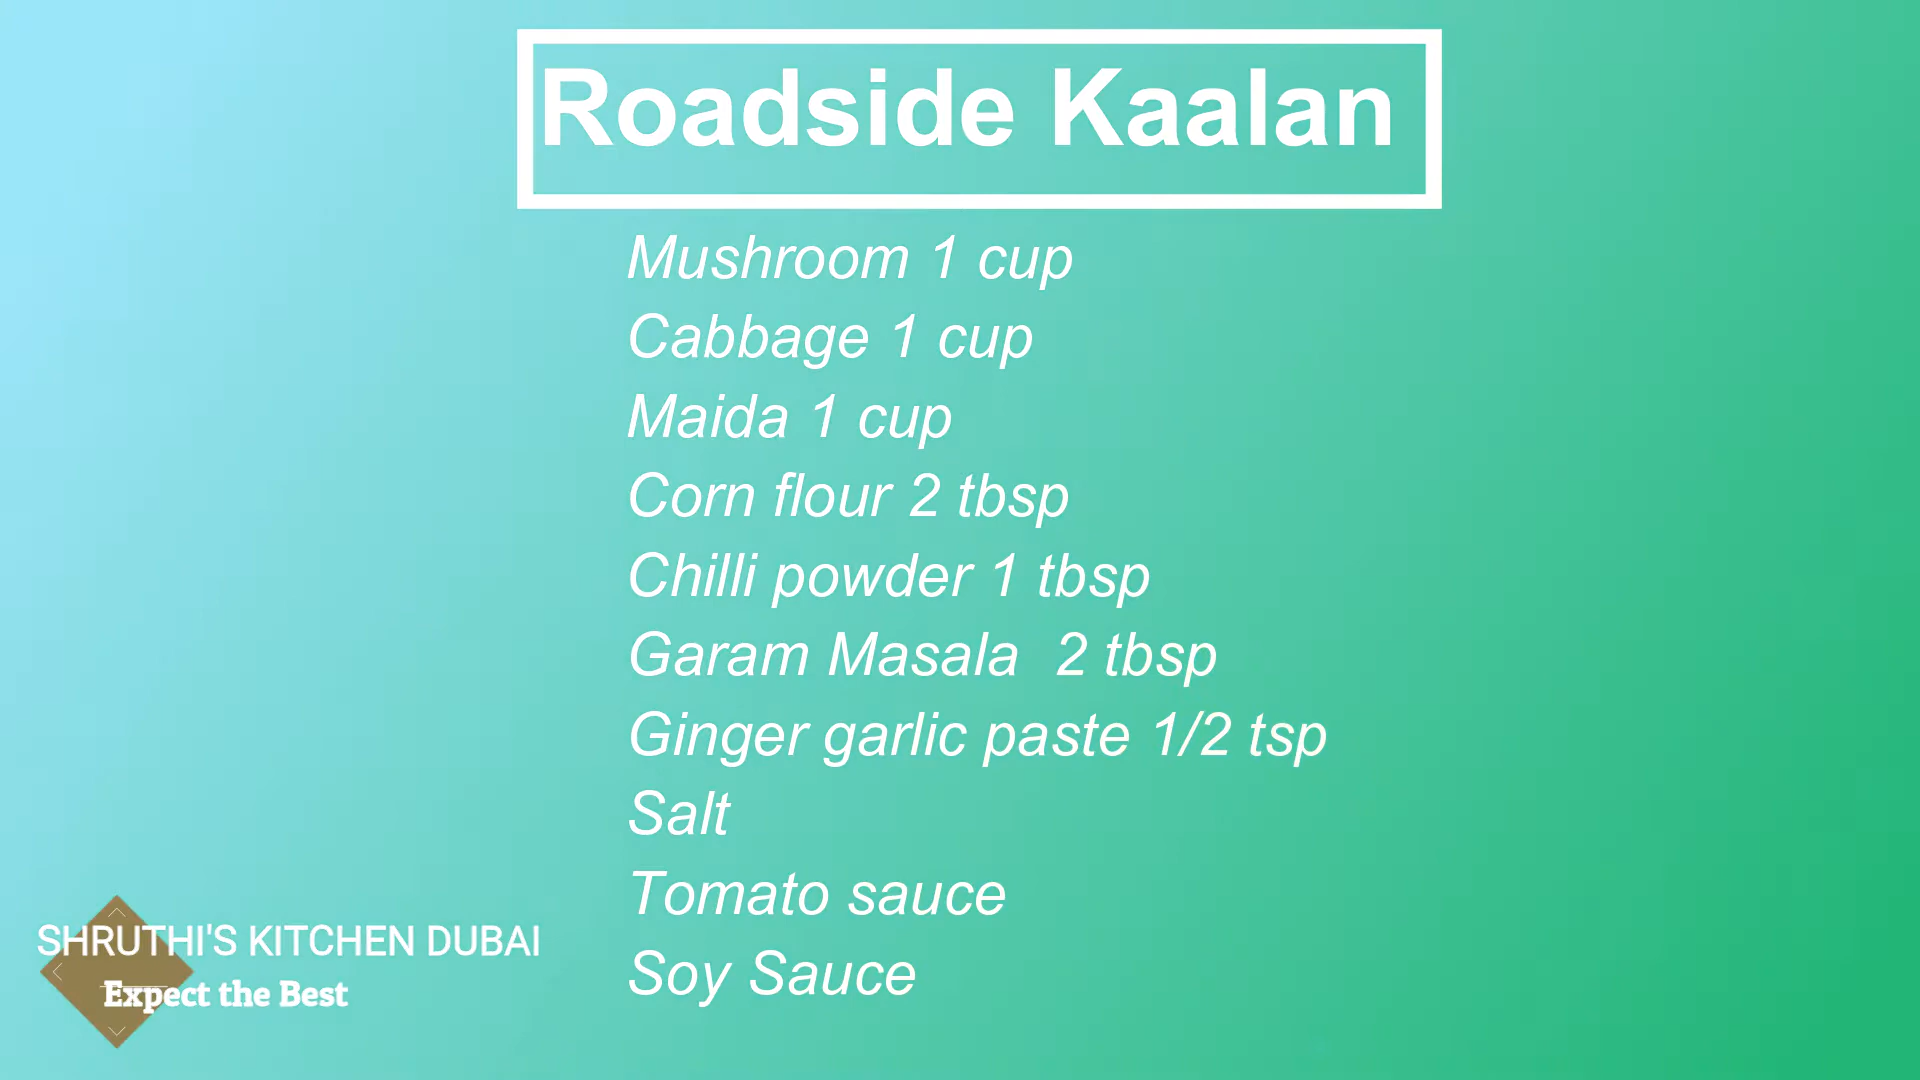 Roadside Kaalan
Mushroom 1 cup
Cabbage 1 cup
Maida 1 cup
Corn flour 2 tbsp
Chilli powder 1 tbsp
Garam Masala  2 tbsp
Ginger garlic paste 1/2 tsp
Salt
Tomato sauce
Soy Sauce
SHRUTHI'S KITCHEN DUBAI
Expect the Best